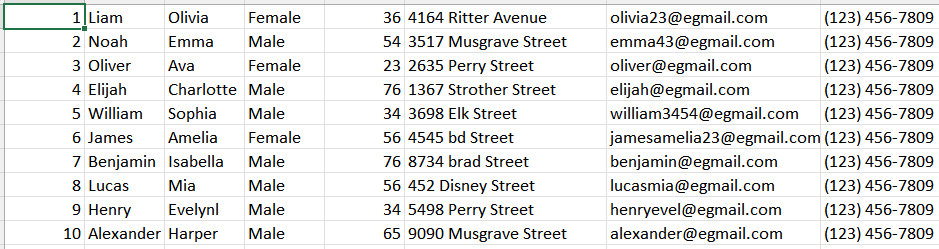 1 Liam Olivia Female 36 4164 Ritter Avenue olivia23@egmail.com (123) 456-7809
2 Noah Emma Male 54 3517 Musgrave Street emma43@egmail.com (123) 456-7809
3 Oliver Ava Female 23 2635 Perry Street oliver@egmail.com (123) 456-7809
4 Elijah Charlotte Male 76 1367 Strother Street elijah@egmail.com (123) 456-7809
5 William Sophia Male 34 3698 Elk Street william3454@egmail.com (123) 456-7809
6 James Amelia Female 56 4545 bd Street jamesamelia23@egmail.com (123) 456-7809
7 Benjamin Isabella Male 76 8734 brad Street benjamin@egmail.com (123) 456-7809
8 Lucas Mia Male 56 452 Disney Street lucasmia@egmail.com (123) 456-7809
9 Henry Evelynl Male 34 5498 Perry Street henryevel@egmail.com (123) 456-7809
10 Alexander Harper Male 65 9090 Musgrave Street alexander@egmail.com (123) 456-7809